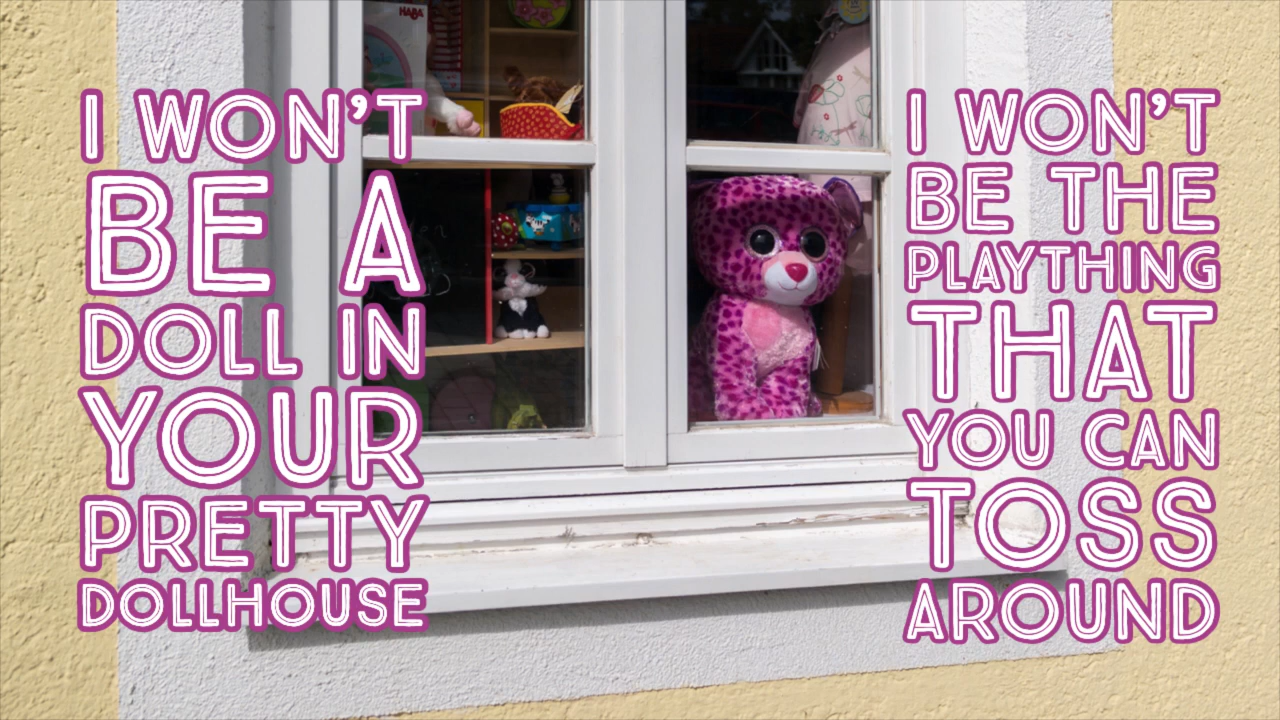 HABA
I WON'T
BE A
DOLL IN
YOUR
PRETTY
DOLLHOUSE
I WON'T
BE THE
PLAYTHING
THAT
YOU CAN
TOSS
AROUND